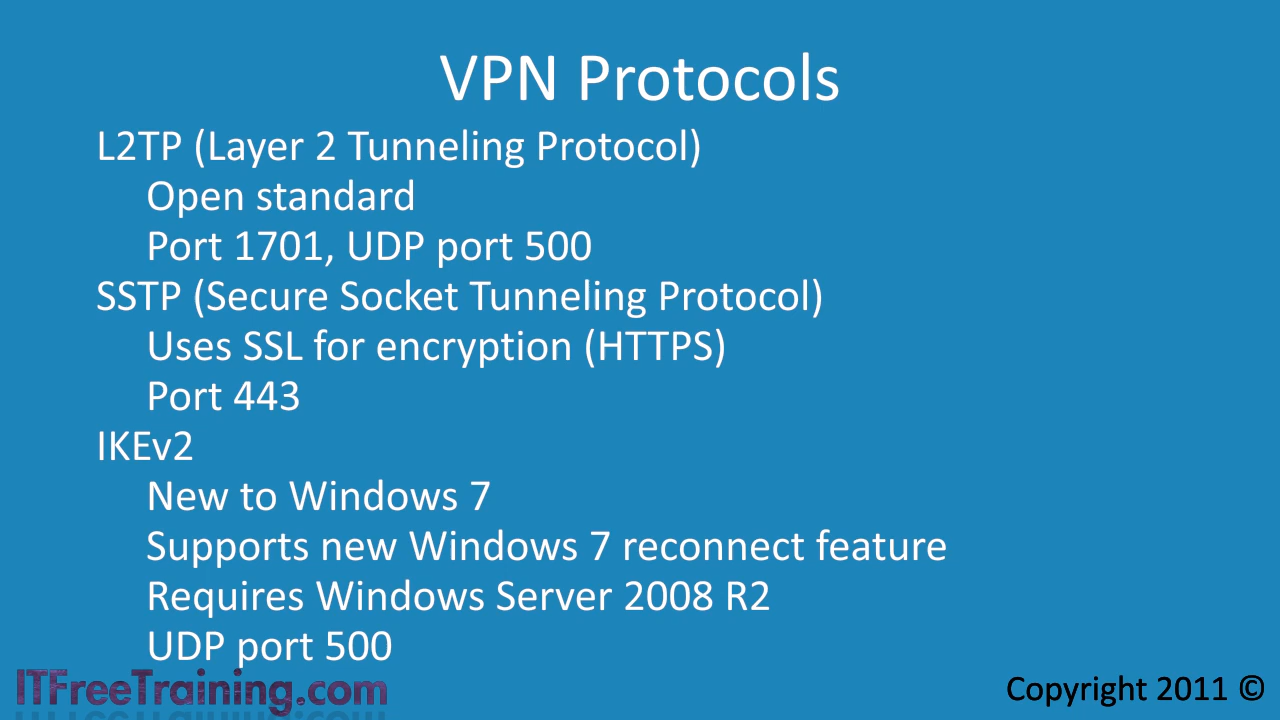 VPN Protocols
L2TP (Layer 2 Tunneling Protocol)
Open standard
Port 1701, UDP port 500
SSTP (Secure Socket Tunneling Protocol)
Uses SSL for encryption (HTTPS)
Port 443
IKEv2
New to Windows 7
Supports new Windows 7 reconnect feature
Requires Windows Server 2008 R2
UDP port 500
ITFreeTraining.com
Copyright 2011 ©